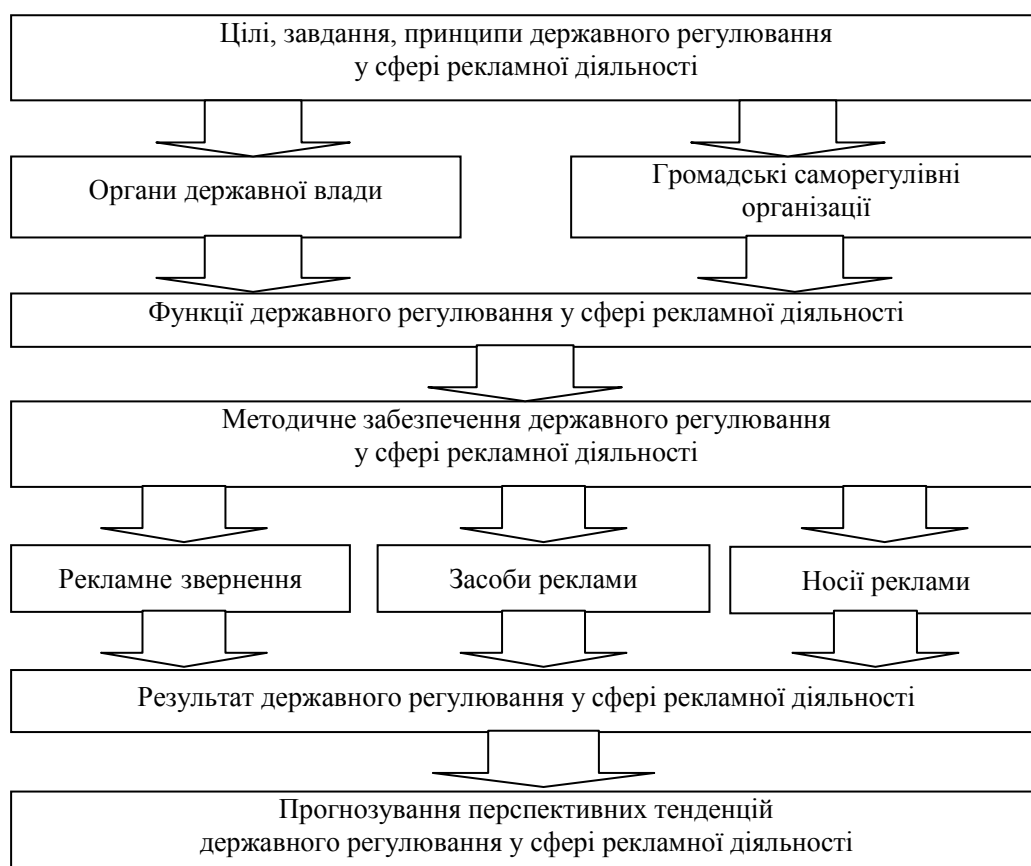 Цілі, завдання, принципи державного регулювання
у сфері рекламної діяльності
Органи державної влади
Громадські саморегулівні
організації
Функції державного регулювання у сфері рекламної діяльності
Методичне забезпечення державного регулювання
у сфері рекламної діяльності
Рекламне звернення
Засоби реклами
Носії реклами
Результат державного регулювання у сфері рекламної діяльності
Прогнозування перспективних тенденцій
державного регулювання у сфері рекламної діяльності